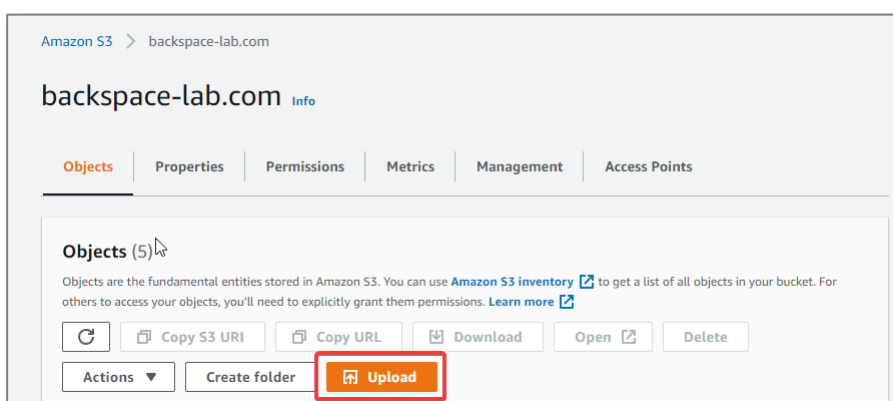 Amazon S3 > backspace-lab.com
backspace-lab.com Info
Objects Properties Permissions Metrics Management Access Points
Objects (5)
Objects are the fundamental entities stored in Amazon S3. You can use Amazon S3 inventory to get a list of all objects in your bucket. For
others to access your objects, you'll need to explicitly grant them permissions. Learn more
Copy S3 URI Copy URL Download Open Delete
Actions Create folder Upload